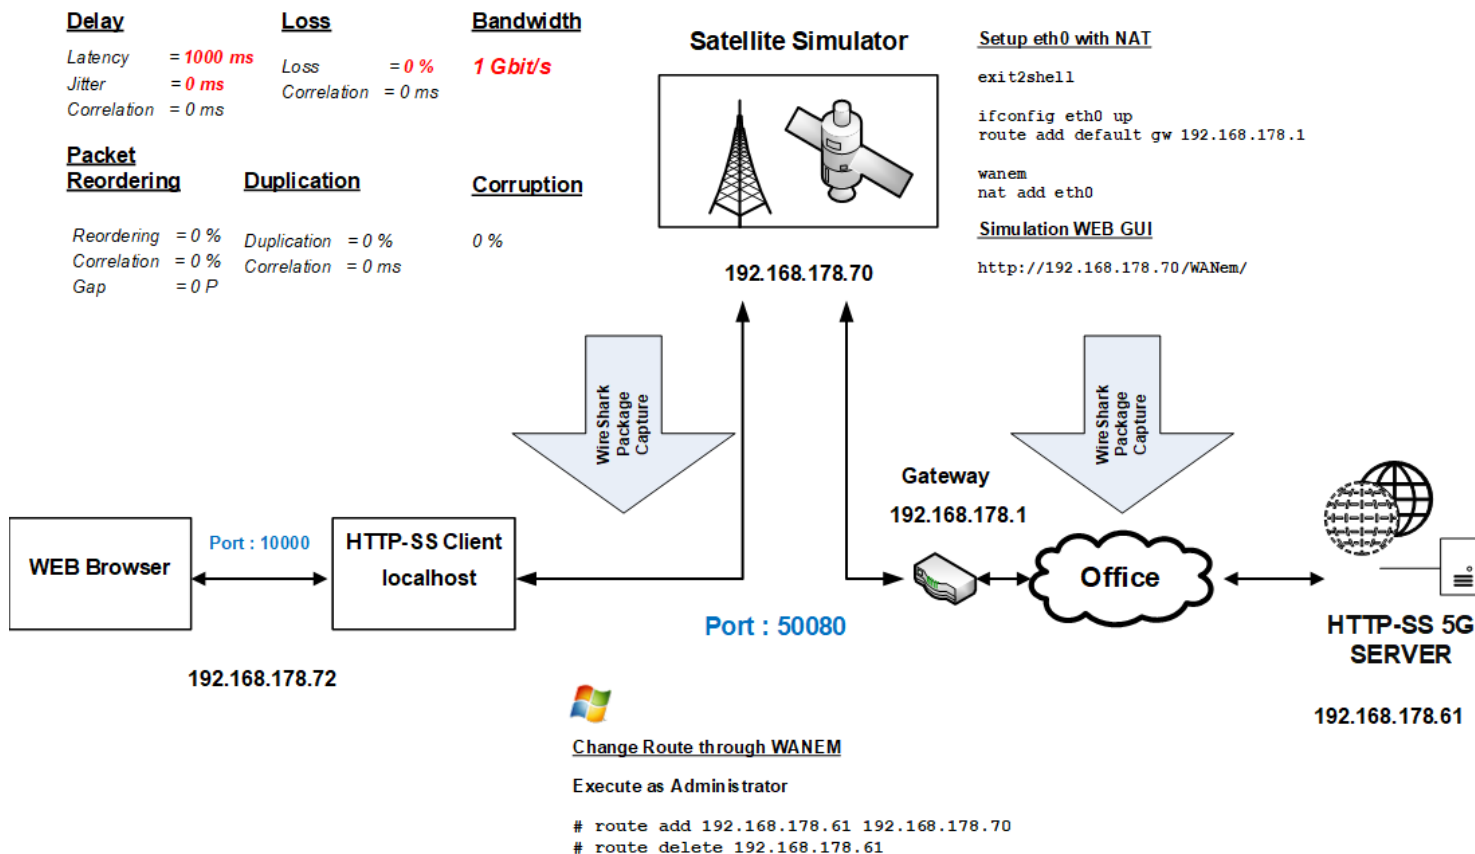 Delay
Latency = 1000 ms
Jitter = 0 ms
Correlation = 0 ms
Loss
Loss = 0 %
Correlation = 0 ms
Bandwidth
1 Gbit/s
Packet
Reordering
Reordering = 0 %
Correlation = 0 %
Gap = 0 P
Duplication
Duplication = 0 %
Correlation = 0 ms
Corruption
0 %
Satellite Simulator
192.168.178.70
Setup eth0 with NAT
exit2shell
ifconfig eth0 up
route add default gw 192.168.178.1
wanem
nat add eth0
Simulation WEB GUI
http://192.168.178.70/WANem/
WireShark
Package
Capture
WireShark
Package
Capture
WEB Browser
Port : 10000
HTTP-SS Client
localhost
192.168.178.72
Port : 50080
Gateway
192.168.178.1
Office
HTTP-SS 5G
SERVER
192.168.178.61
Change Route through WANEM
Execute as Administrator
# route add 192.168.178.61 192.168.178.70
# route delete 192.168.178.61